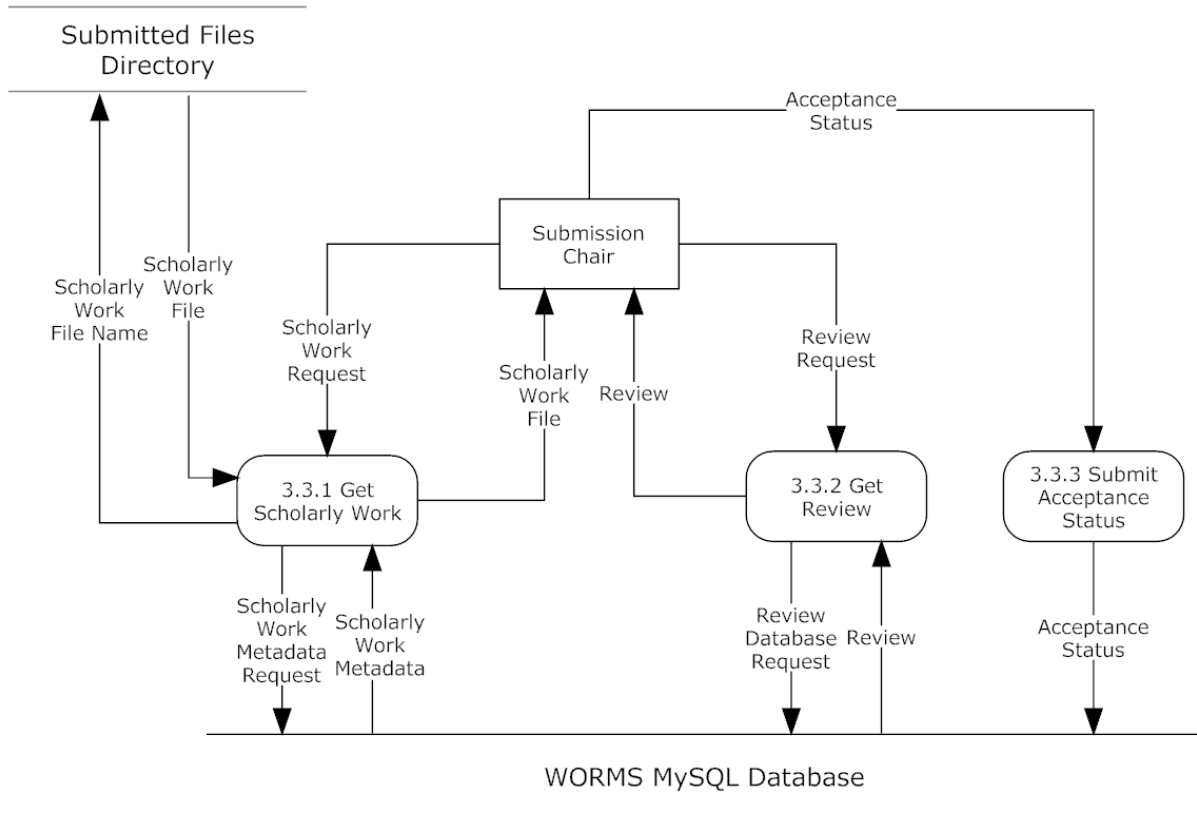 Submitted Files
Directory
Acceptance
Status
Submission
Chair
Scholarly
Work
File
Scholarly
Work
File Name
Scholarly
Work
Request
Review
Request
Scholarly
Work
File
Review
3.3.1 Get
Scholarly Work
3.3.2 Get
Review
3.3.3 Submit
Acceptance
Status
Scholarly
Work
Metadata
Request
Scholarly
Work
Metadata
Review
Database
Request
Review
Acceptance
Status
WORMS MySQL Database